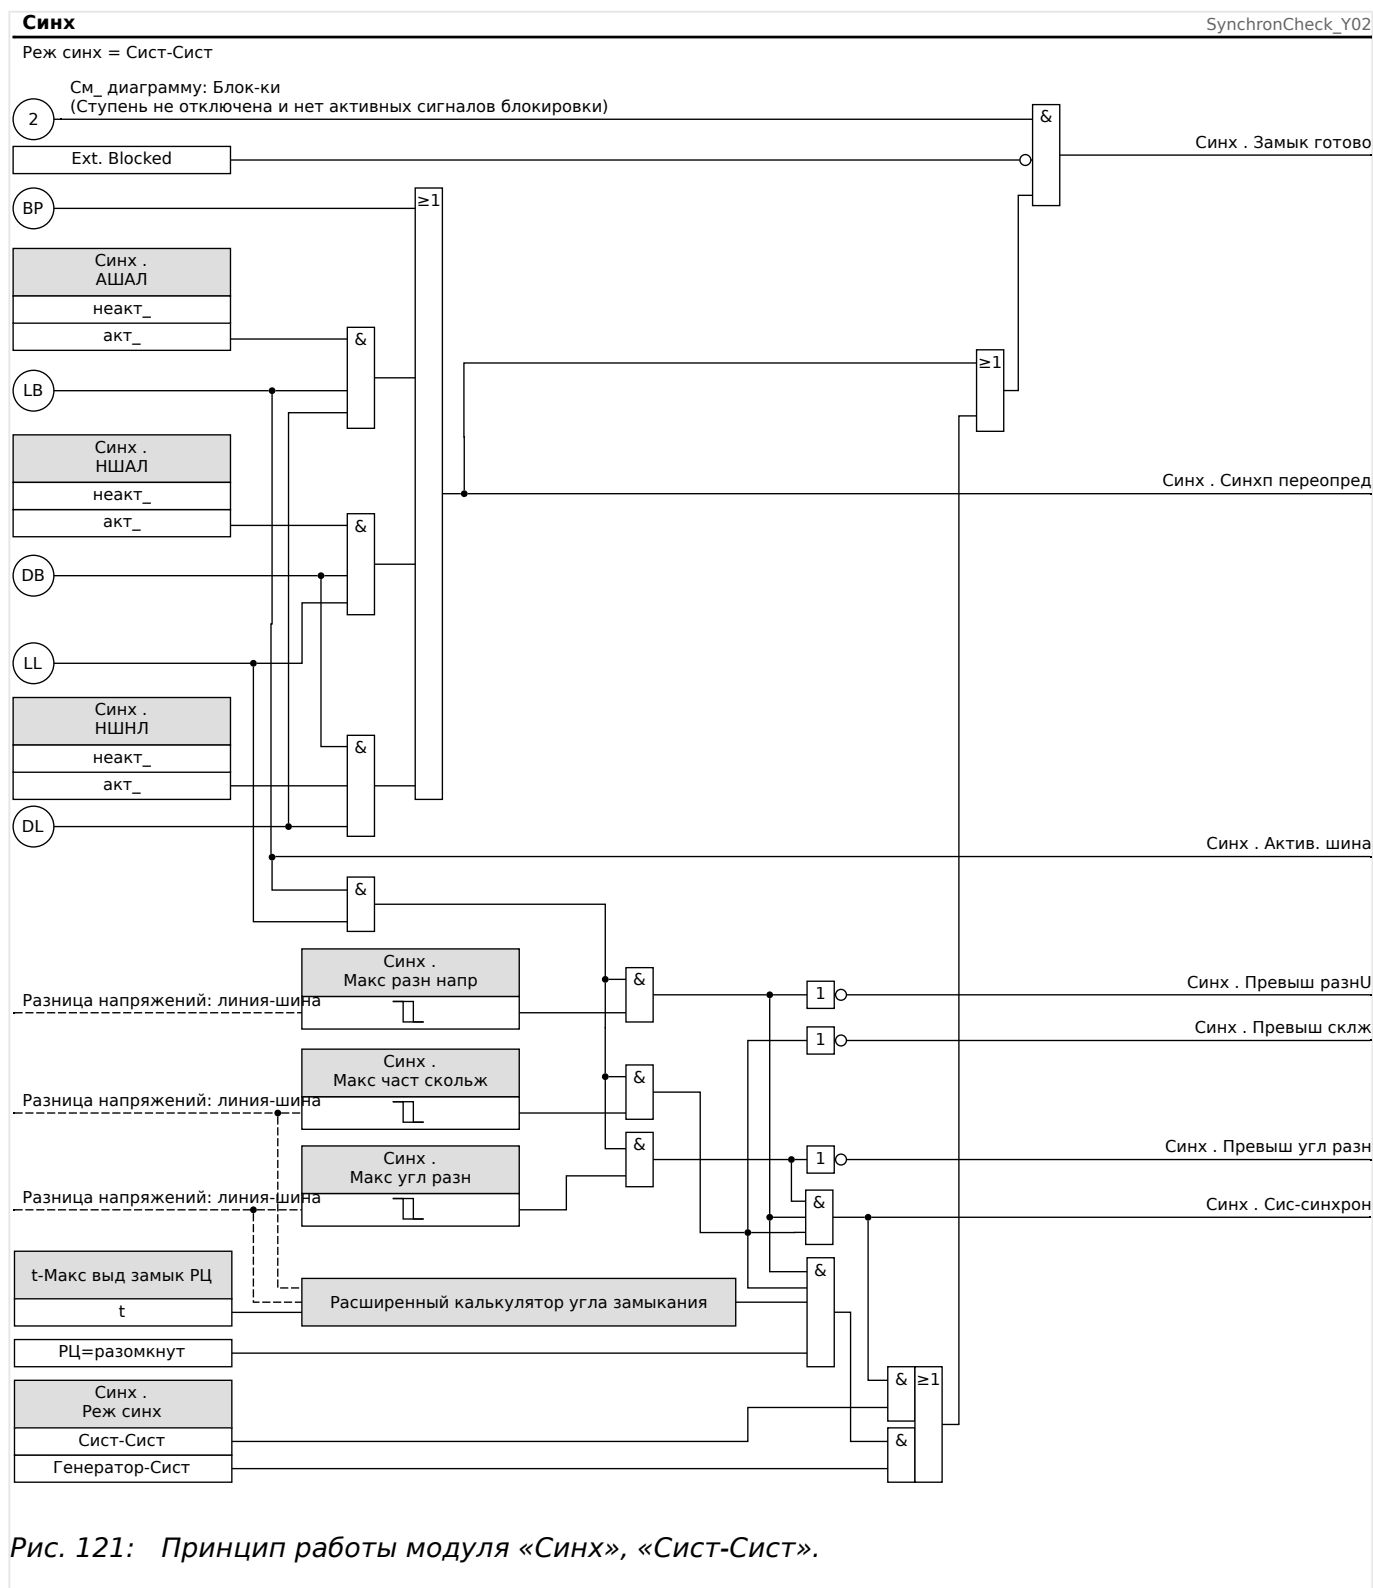 Синх
SynchronCheck_Y02
Реж синх = Сист-Сист
См_ диаграмму: Блок-ки
(Ступень не отключена и нет активных сигналов блокировки)
2
&
Синх . Замык готово
Ext. Blocked
BP
≥1
Синх .
АШАЛ
неакт_
акт_
&
≥1
LB
Синх .
НШАЛ
неакт_
Синх . Синхп переопред
акт_
&
DB
LL
Синх .
НШНЛ
неакт_
&
акт_
DL
Синх . Актив. шина
&
Синх .
Макс разн напр
&
Разница напряжений: линия-шина
1
Синх . Превыш разнU
Синх . Превыш склж
1
Синх .
Макс част скольж
&
Разница напряжений: линия-шина
&
Синх .
Макс угл разн
1
Синх . Превыш угл разн
Разница напряжений: линия-шина
&
Синх . Сис-синхрон
t-Макс выд замык РЦ
t
Расширенный калькулятор угла замыкания
&
РЦ=разомкнут
Синх .
Реж синх
& ≥1
Сист-Сист
&
Генератор-Сист
Рис. 121: Принцип работы модуля «Синх», «Сист-Сист».